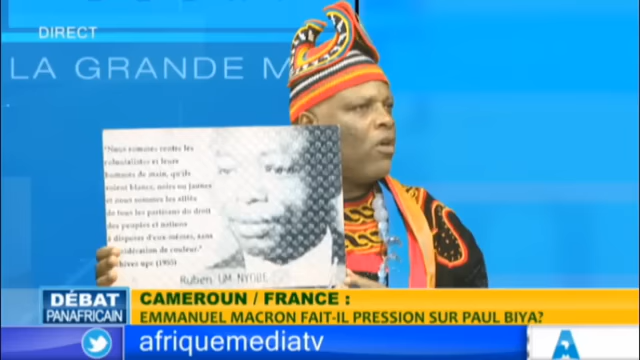 DIRECT
LA GRANDE M
"Nous sommes contre les
colonialistes et leurs
hommes de main, qu'ils
soient blancs, noirs ou jaunes
et nous sommes les alliés
de tous les partisans du droit
des peuples et nations
à disposer d'eux-mêmes, sans
considération de couleur."
upc (1955)
Ruben UM NYOBE
DÉBAT
PANAFRICAIN
CAMEROUN / FRANCE :
EMMANUEL MACRON FAIT-IL PRESSION SUR PAUL BIYA?
afriquemediatv
A